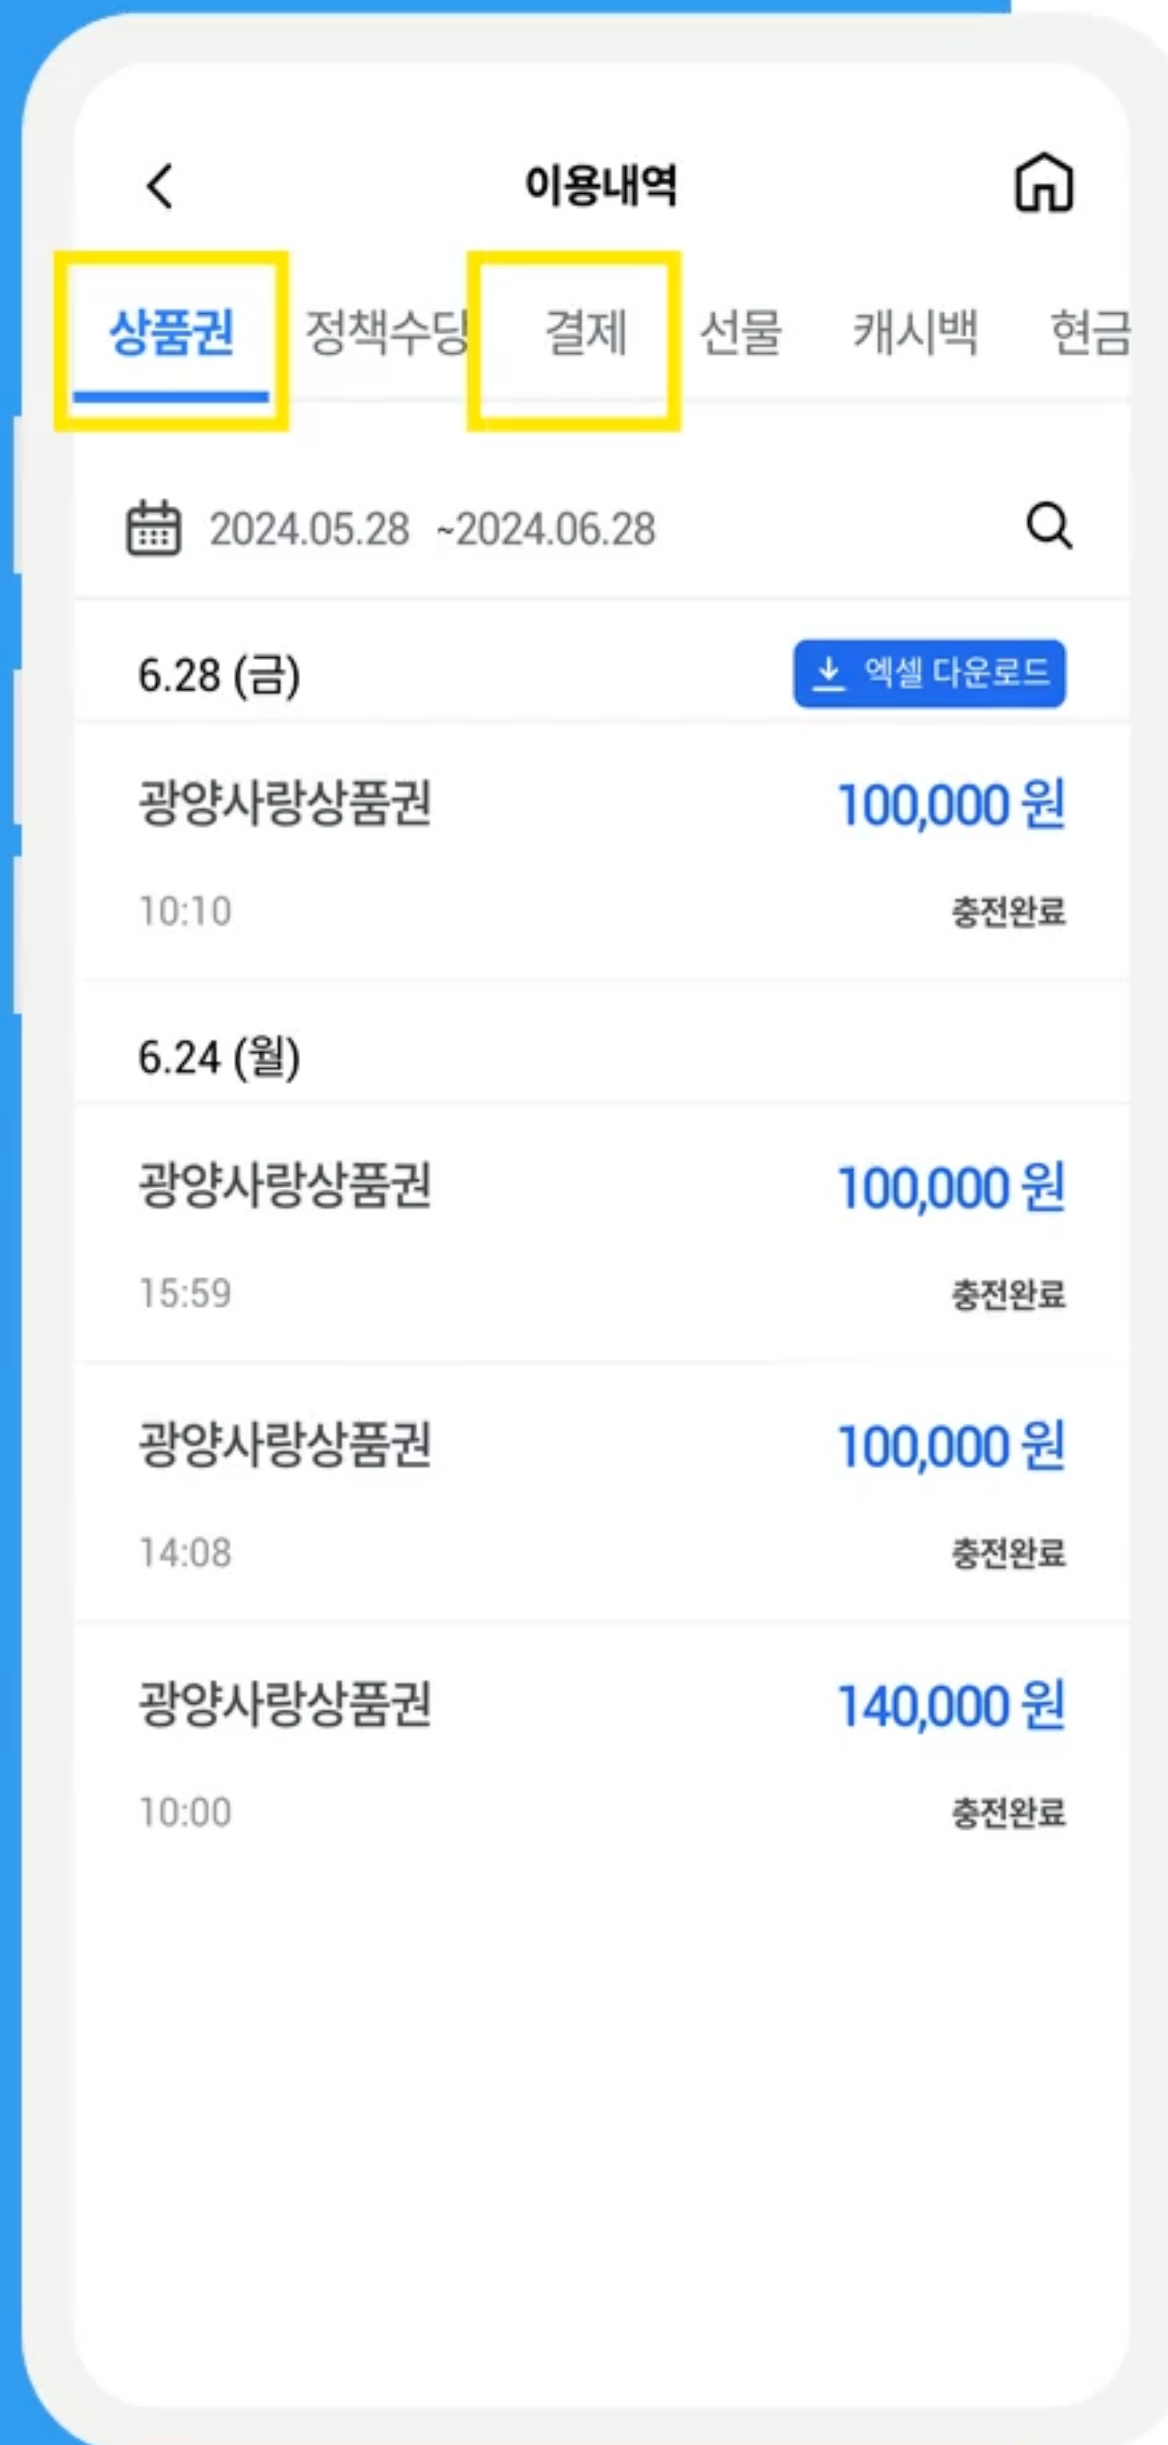 이용내역
상품권 정책수당 결제 선물 캐시백 현금
2024.05.28 ~2024.06.28
6.28 (금) 엑셀 다운로드
광양사랑상품권 100,000 원
10:10 충전완료
6.24 (월)
광양사랑상품권 100,000 원
15:59 충전완료
광양사랑상품권 100,000 원
14:08 충전완료
광양사랑상품권 140,000 원
10:00 충전완료